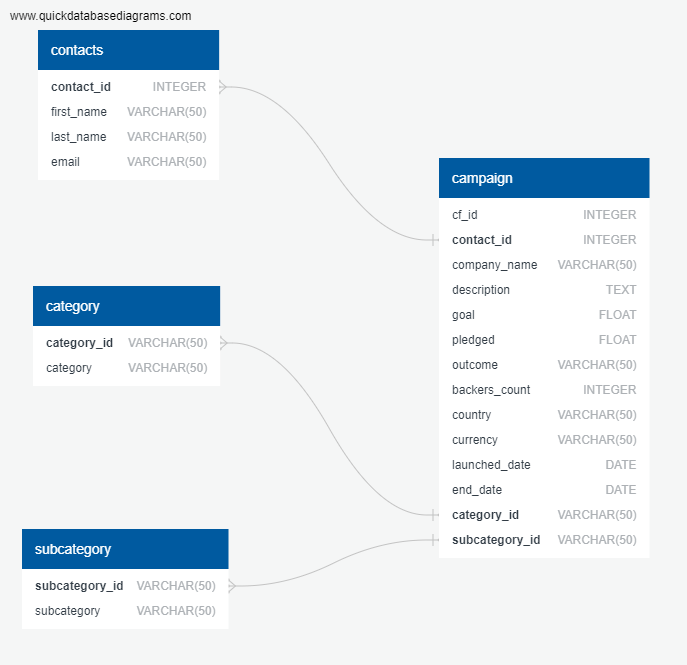 www.quickdatabasediagrams.com
contacts
contact_id INTEGER
first_name VARCHAR(50)
last_name VARCHAR(50)
email VARCHAR(50)
campaign
cf_id INTEGER
contact_id INTEGER
company_name VARCHAR(50)
description TEXT
goal FLOAT
pledged FLOAT
outcome VARCHAR(50)
backers_count INTEGER
country VARCHAR(50)
currency VARCHAR(50)
launched_date DATE
end_date DATE
category_id VARCHAR(50)
subcategory_id VARCHAR(50)
category
category_id VARCHAR(50)
category VARCHAR(50)
subcategory
subcategory_id VARCHAR(50)
subcategory VARCHAR(50)